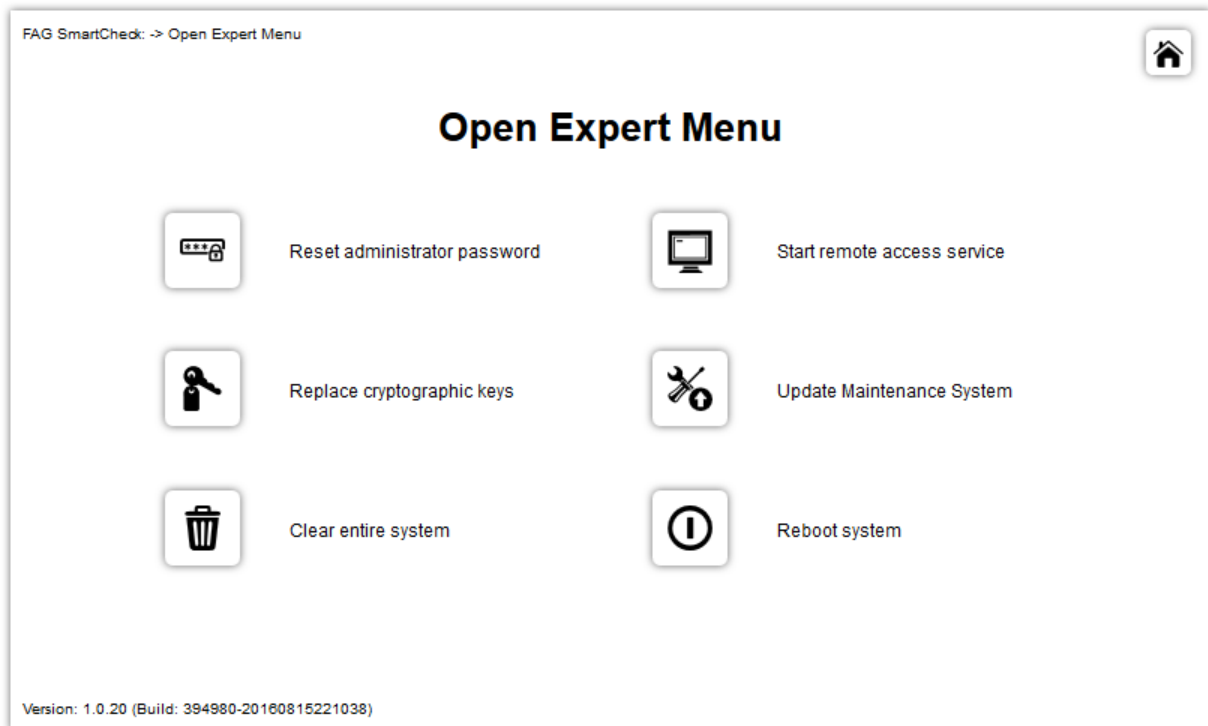 FAG SmartCheck: -> Open Expert Menu
Open Expert Menu
Reset administrator password
Start remote access service
Replace cryptographic keys
Update Maintenance System
Clear entire system
Reboot system
Version: 1.0.20 (Build: 394980-20160815221038)